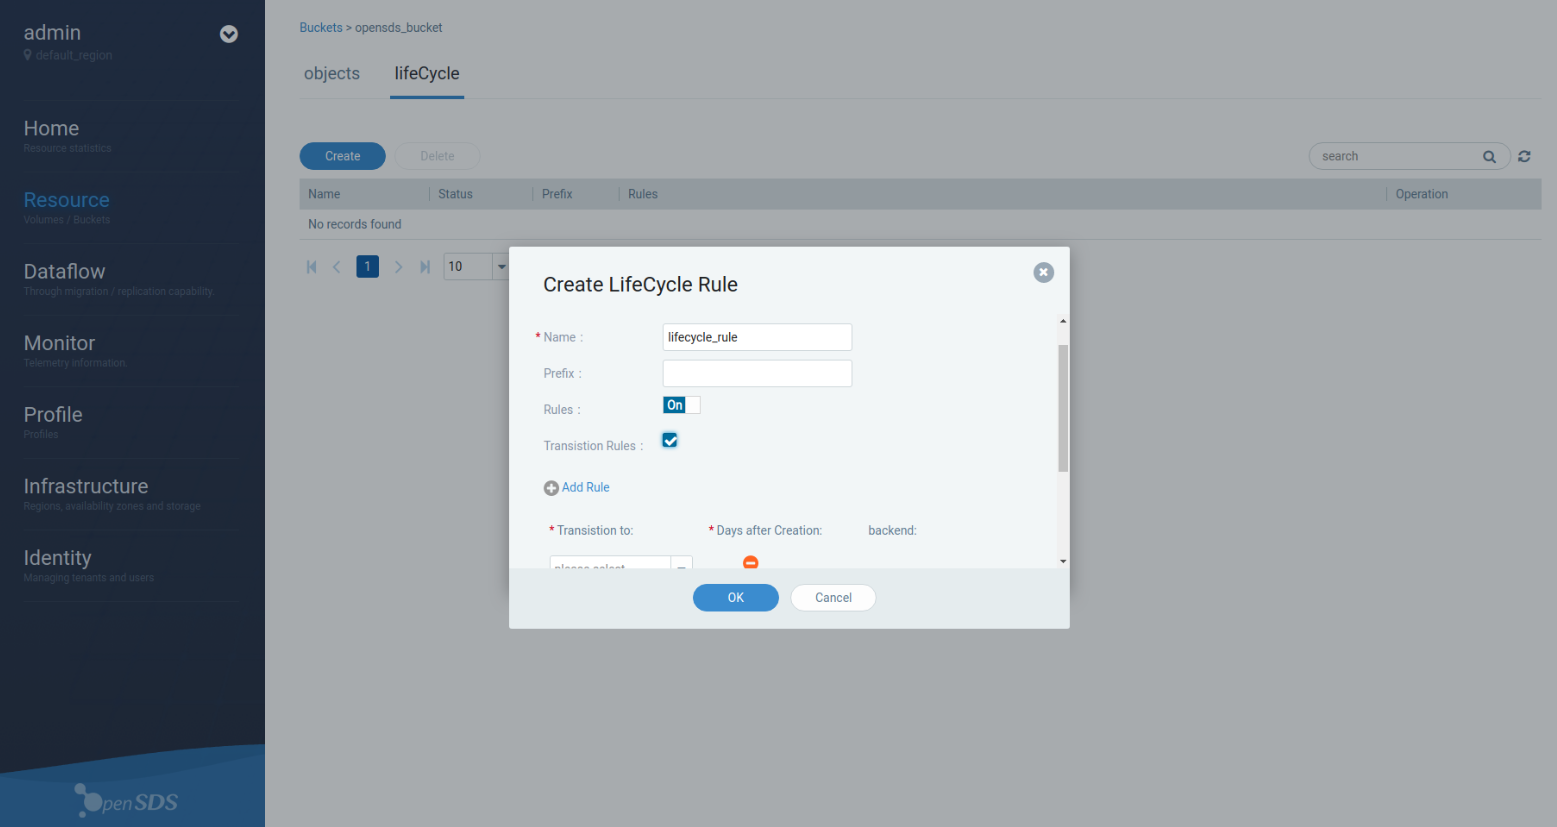 admin
default_region
Home
Resource statistics
Resource
Volumes / Buckets
Dataflow
Through migration / replication capability.
Monitor
Telemetry information.
Profile
Profiles
Infrastructure
Regions, availability zones and storage
Identity
Managing tenants and users
OpenSDS
Buckets > opensds_bucket
objects lifeCycle
Create Delete search
Name Status Prefix Rules Operation
No records found
1 10
Create LifeCycle Rule
* Name : lifecycle_rule
Prefix :
Rules : On
Transistion Rules :
Add Rule
* Transistion to: * Days after Creation: backend:
please select
OK Cancel